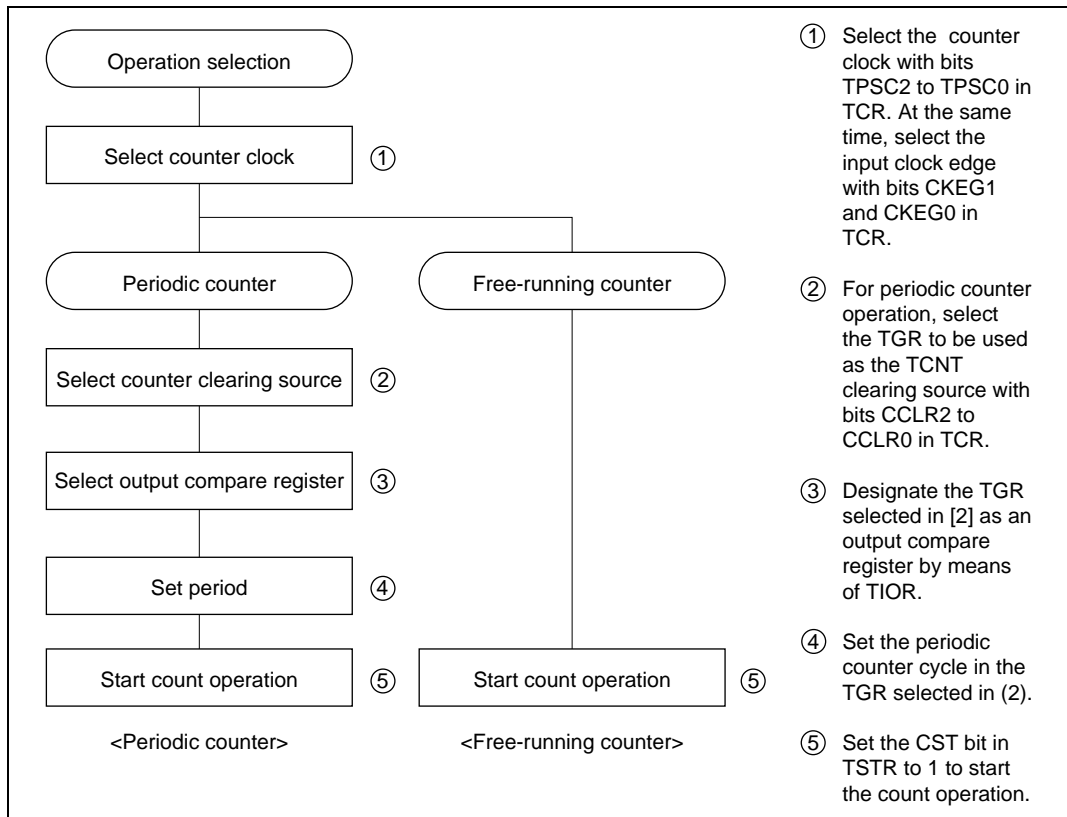 Operation selection
Select counter clock
①
Periodic counter
Free-running counter
Select counter clearing source
②
Select output compare register
③
Set period
④
Start count operation
⑤
Start count operation
⑤
<Periodic counter>
<Free-running counter>
① Select the counter
clock with bits
TPSC2 to TPSC0 in
TCR. At the same
time, select the
input clock edge
with bits CKEG1
and CKEG0 in
TCR.
② For periodic counter
operation, select
the TGR to be used
as the TCNT
clearing source with
bits CCLR2 to
CCLR0 in TCR.
③ Designate the TGR
selected in [2] as an
output compare
register by means
of TIOR.
④ Set the periodic
counter cycle in the
TGR selected in (2).
⑤ Set the CST bit in
TSTR to 1 to start
the count operation.